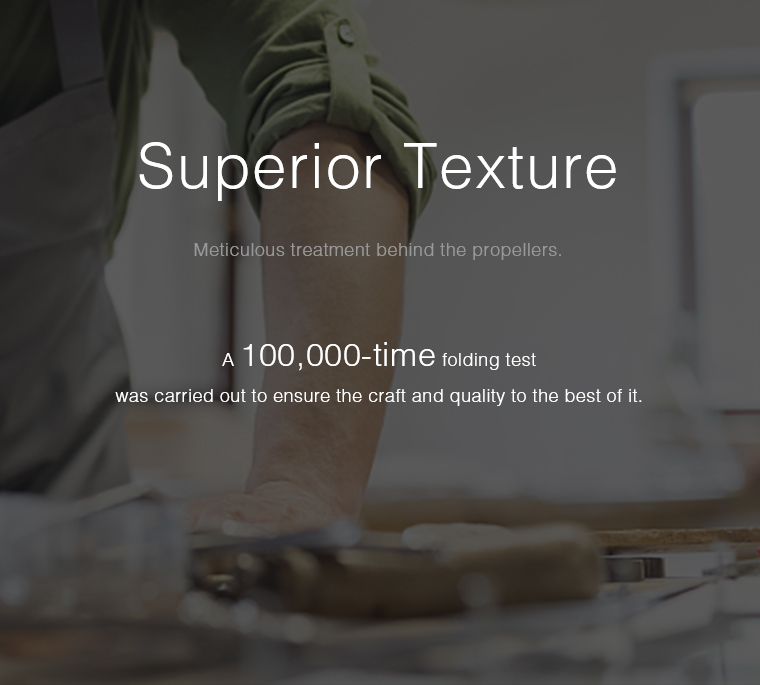 Superior Texture
Meticulous treatment behind the propellers.
A 100,000-time folding test
was carried out to ensure the craft and quality to the best of it.